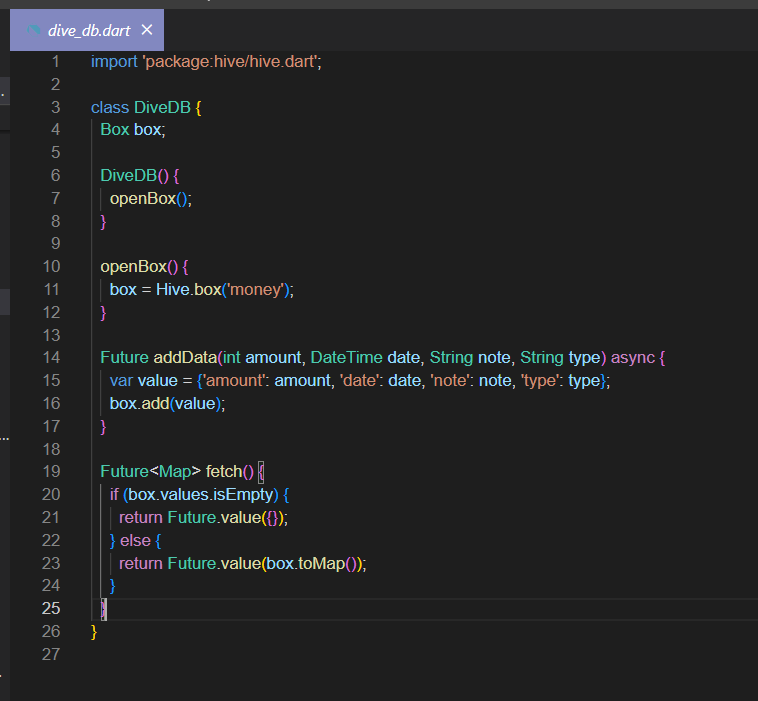 dive_db.dart ×
1 import 'package:hive/hive.dart';
2
3 class DiveDB {
4   Box box;
5
6   DiveDB() {
7     openBox();
8   }
9
10   openBox() {
11     box = Hive.box('money');
12   }
13
14   Future addData(int amount, DateTime date, String note, String type) async {
15     var value = {'amount': amount, 'date': date, 'note': note, 'type': type};
16     box.add(value);
17   }
18
19   Future<Map> fetch() {
20     if (box.values.isEmpty) {
21       return Future.value({});
22     } else {
23       return Future.value(box.toMap());
24     }
25   }
26 }
27